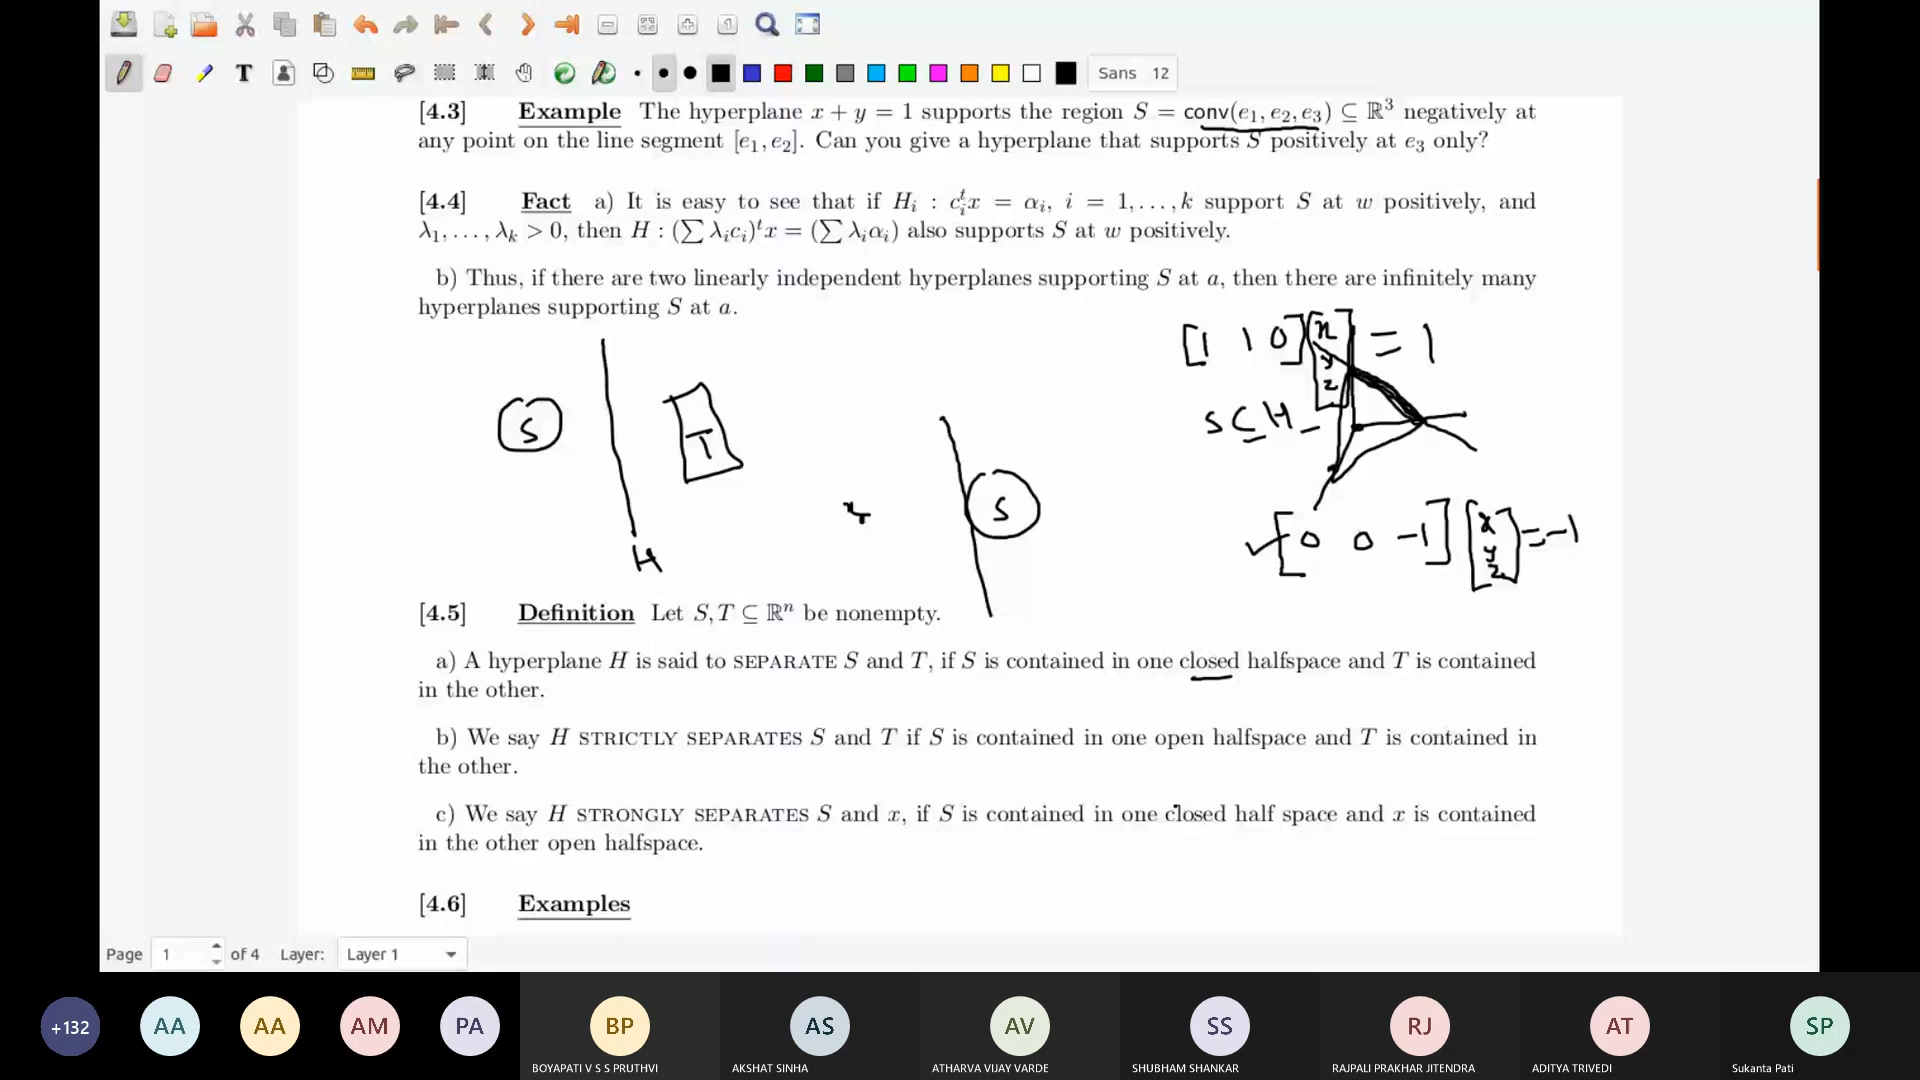 Sans 12
[4.3] Example The hyperplane x + y = 1 supports the region S = conv(e₁, e₂, e₃) ⊆ ℝ³ negatively at
any point on the line segment [e₁, e₂]. Can you give a hyperplane that supports S positively at e₃ only?
[4.4] Fact a) It is easy to see that if Hᵢ : cᵢᵗx = αᵢ, i = 1, . . . , k support S at w positively, and
λ₁, . . . , λₖ > 0, then H : (∑ λᵢcᵢ)ᵗx = (∑ λᵢαᵢ) also supports S at w positively.
b) Thus, if there are two linearly independent hyperplanes supporting S at a, then there are infinitely many
hyperplanes supporting S at a.
[1 1 0] [x y z] = 1
S ⊆ H₋
S
T
H
x
S
[0 0 -1] [x y z] = -1
[4.5] Definition Let S, T ⊆ ℝⁿ be nonempty.
a) A hyperplane H is said to SEPARATE S and T, if S is contained in one closed halfspace and T is contained
in the other.
b) We say H STRICTLY SEPARATES S and T if S is contained in one open halfspace and T is contained in
the other.
c) We say H STRONGLY SEPARATES S and x, if S is contained in one closed half space and x is contained
in the other open halfspace.
[4.6] Examples
Page 1 of 4 Layer: Layer 1
+132 AA AA AM PA BP AS AV SS RJ AT SP
BOYAPATI V S S PRUTHVI AKSHAT SINHA ATHARVA VIJAY VARDE SHUBHAM SHANKAR RAJPALI PRAKHAR JITENDRA ADITYA TRIVEDI Sukanta Pati